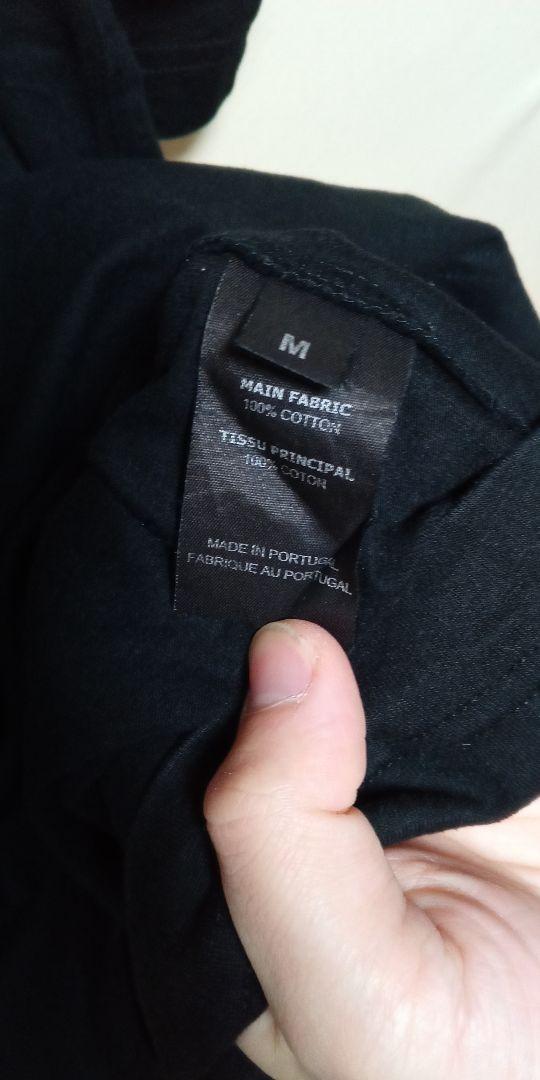 M
MAIN FABRIC
100% COTTON
TISSU PRINCIPAL
100% COTON
MADE IN PORTUGAL
FABRIQUE AU PORTUGAL